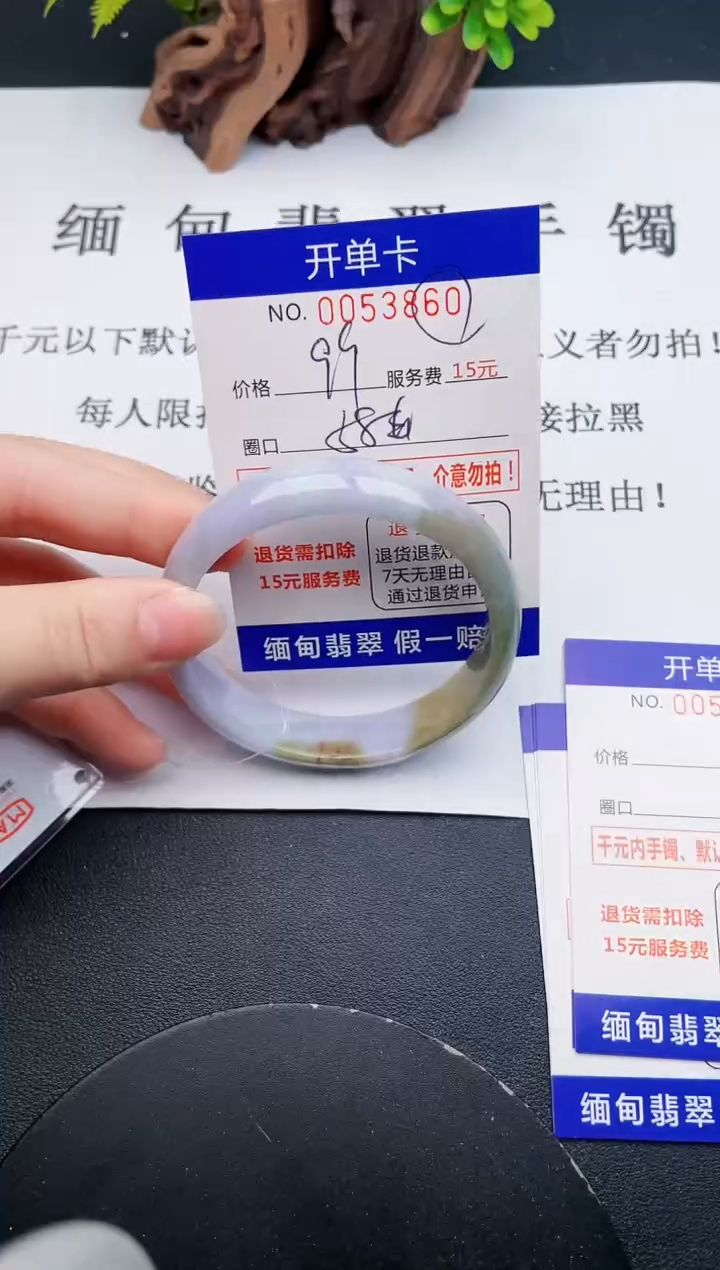 缅甸翡翠手镯
开单卡
NO. 0053860
千元以下默认
义者勿拍！
价格 99 服务费 15元
每人限拍
接拉黑
圈口 58
介意勿拍！
无理由！
退货需扣除
15元服务费
退货退款
7天无理由
通过退货申
缅甸翡翠 假一赔
开单
NO. 005
价格
圈口
千元内手镯、默认
退货需扣除
15元服务费
缅甸翡翠
缅甸翡翠